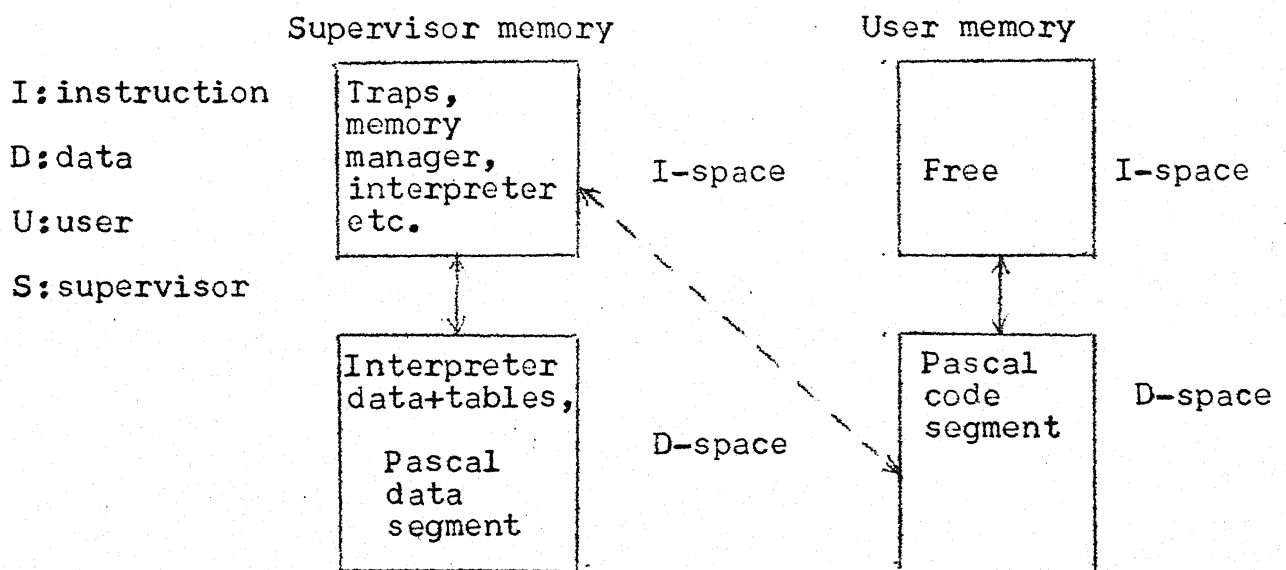 Supervisor memory
User memory
I:instruction
D:data
U:user
S:supervisor
Traps,
memory
manager,
interpreter
etc.
I-space
Free
I-space
Interpreter
data+tables,
Pascal
data
segment
D-space
Pascal
code
segment
D-space